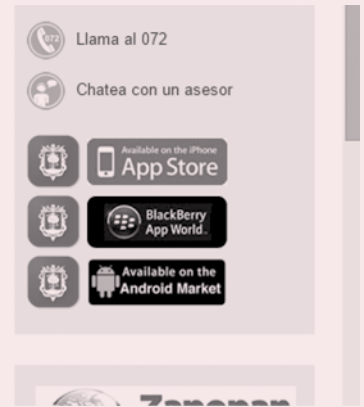 072
Llama al 072
Chatea con un asesor
Available on the iPhone
App Store
BlackBerry
App World.
Available on the
Android Market